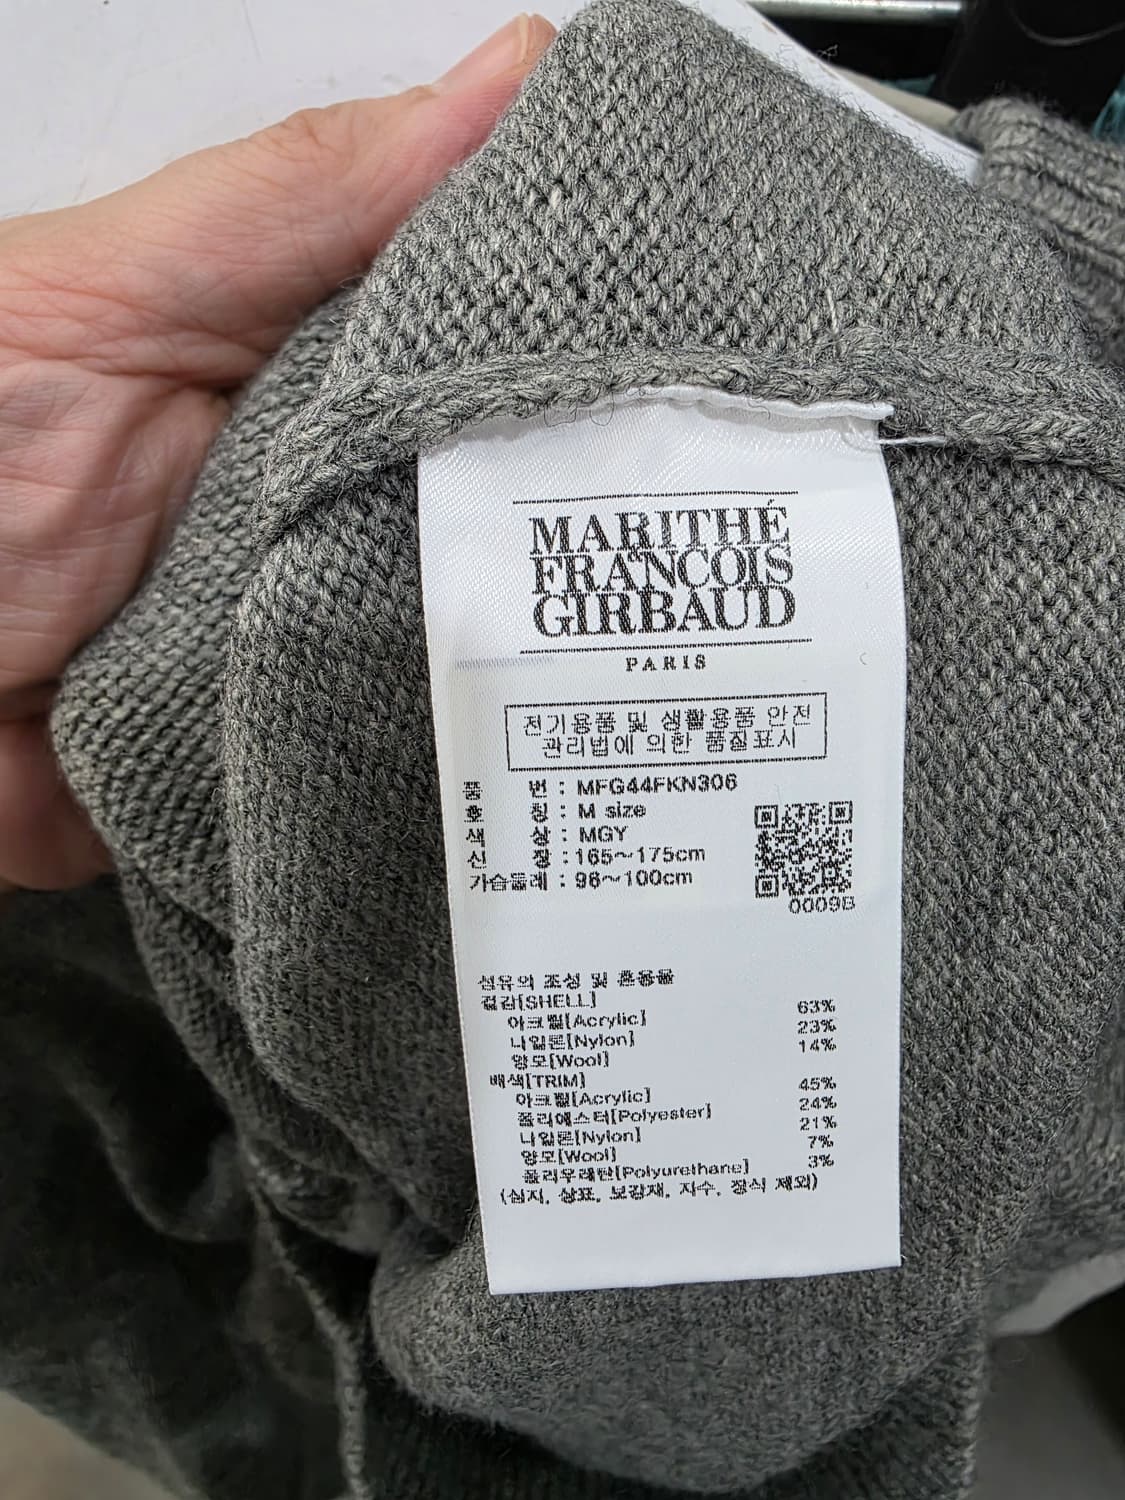 MARITHÉ
FRANÇOIS
GIRBAUD
PARIS
전기용품 및 생활용품 안전
관리법에 의한 품질표시
품 번 : MFG44FKN306
호 칭 : M size
색 상 : MGY
신 장 : 165~175cm
가슴둘레 : 96~100cm
0009B
섬유의 조성 및 혼용율
겉감[SHELL]
63%
아크릴[Acrylic]
23%
나일론[Nylon]
14%
양모[Wool]
배색[TRIM]
45%
아크릴[Acrylic]
24%
폴리에스터[Polyester]
21%
나일론[Nylon]
7%
양모[Wool]
3%
폴리우레탄[Polyurethane]
(심지, 상표, 보강재, 자수, 장식 제외)